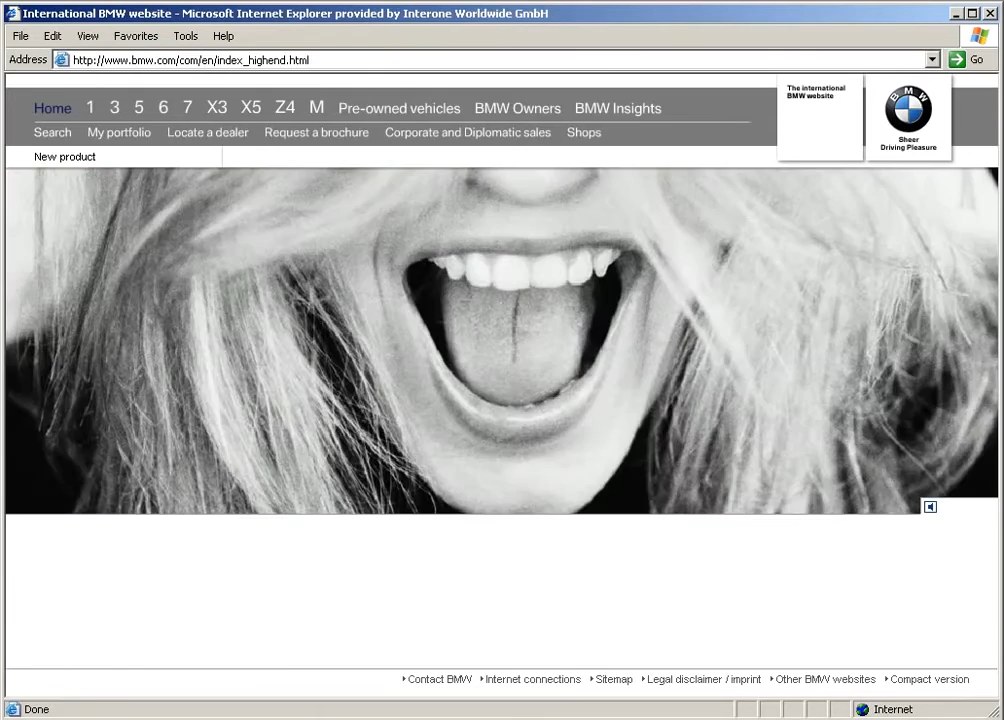 International BMW website - Microsoft Internet Explorer provided by Interone Worldwide GmbH
File Edit View Favorites Tools Help
Address http://www.bmw.com/com/en/index_highend.html Go
Home 1 3 5 6 7 X3 X5 Z4 M Pre-owned vehicles BMW Owners BMW Insights
Search My portfolio Locate a dealer Request a brochure Corporate and Diplomatic sales Shops
The international
BMW website
BMW
Sheer
Driving Pleasure
New product
Contact BMW Internet connections Sitemap Legal disclaimer / imprint Other BMW websites Compact version
Done Internet